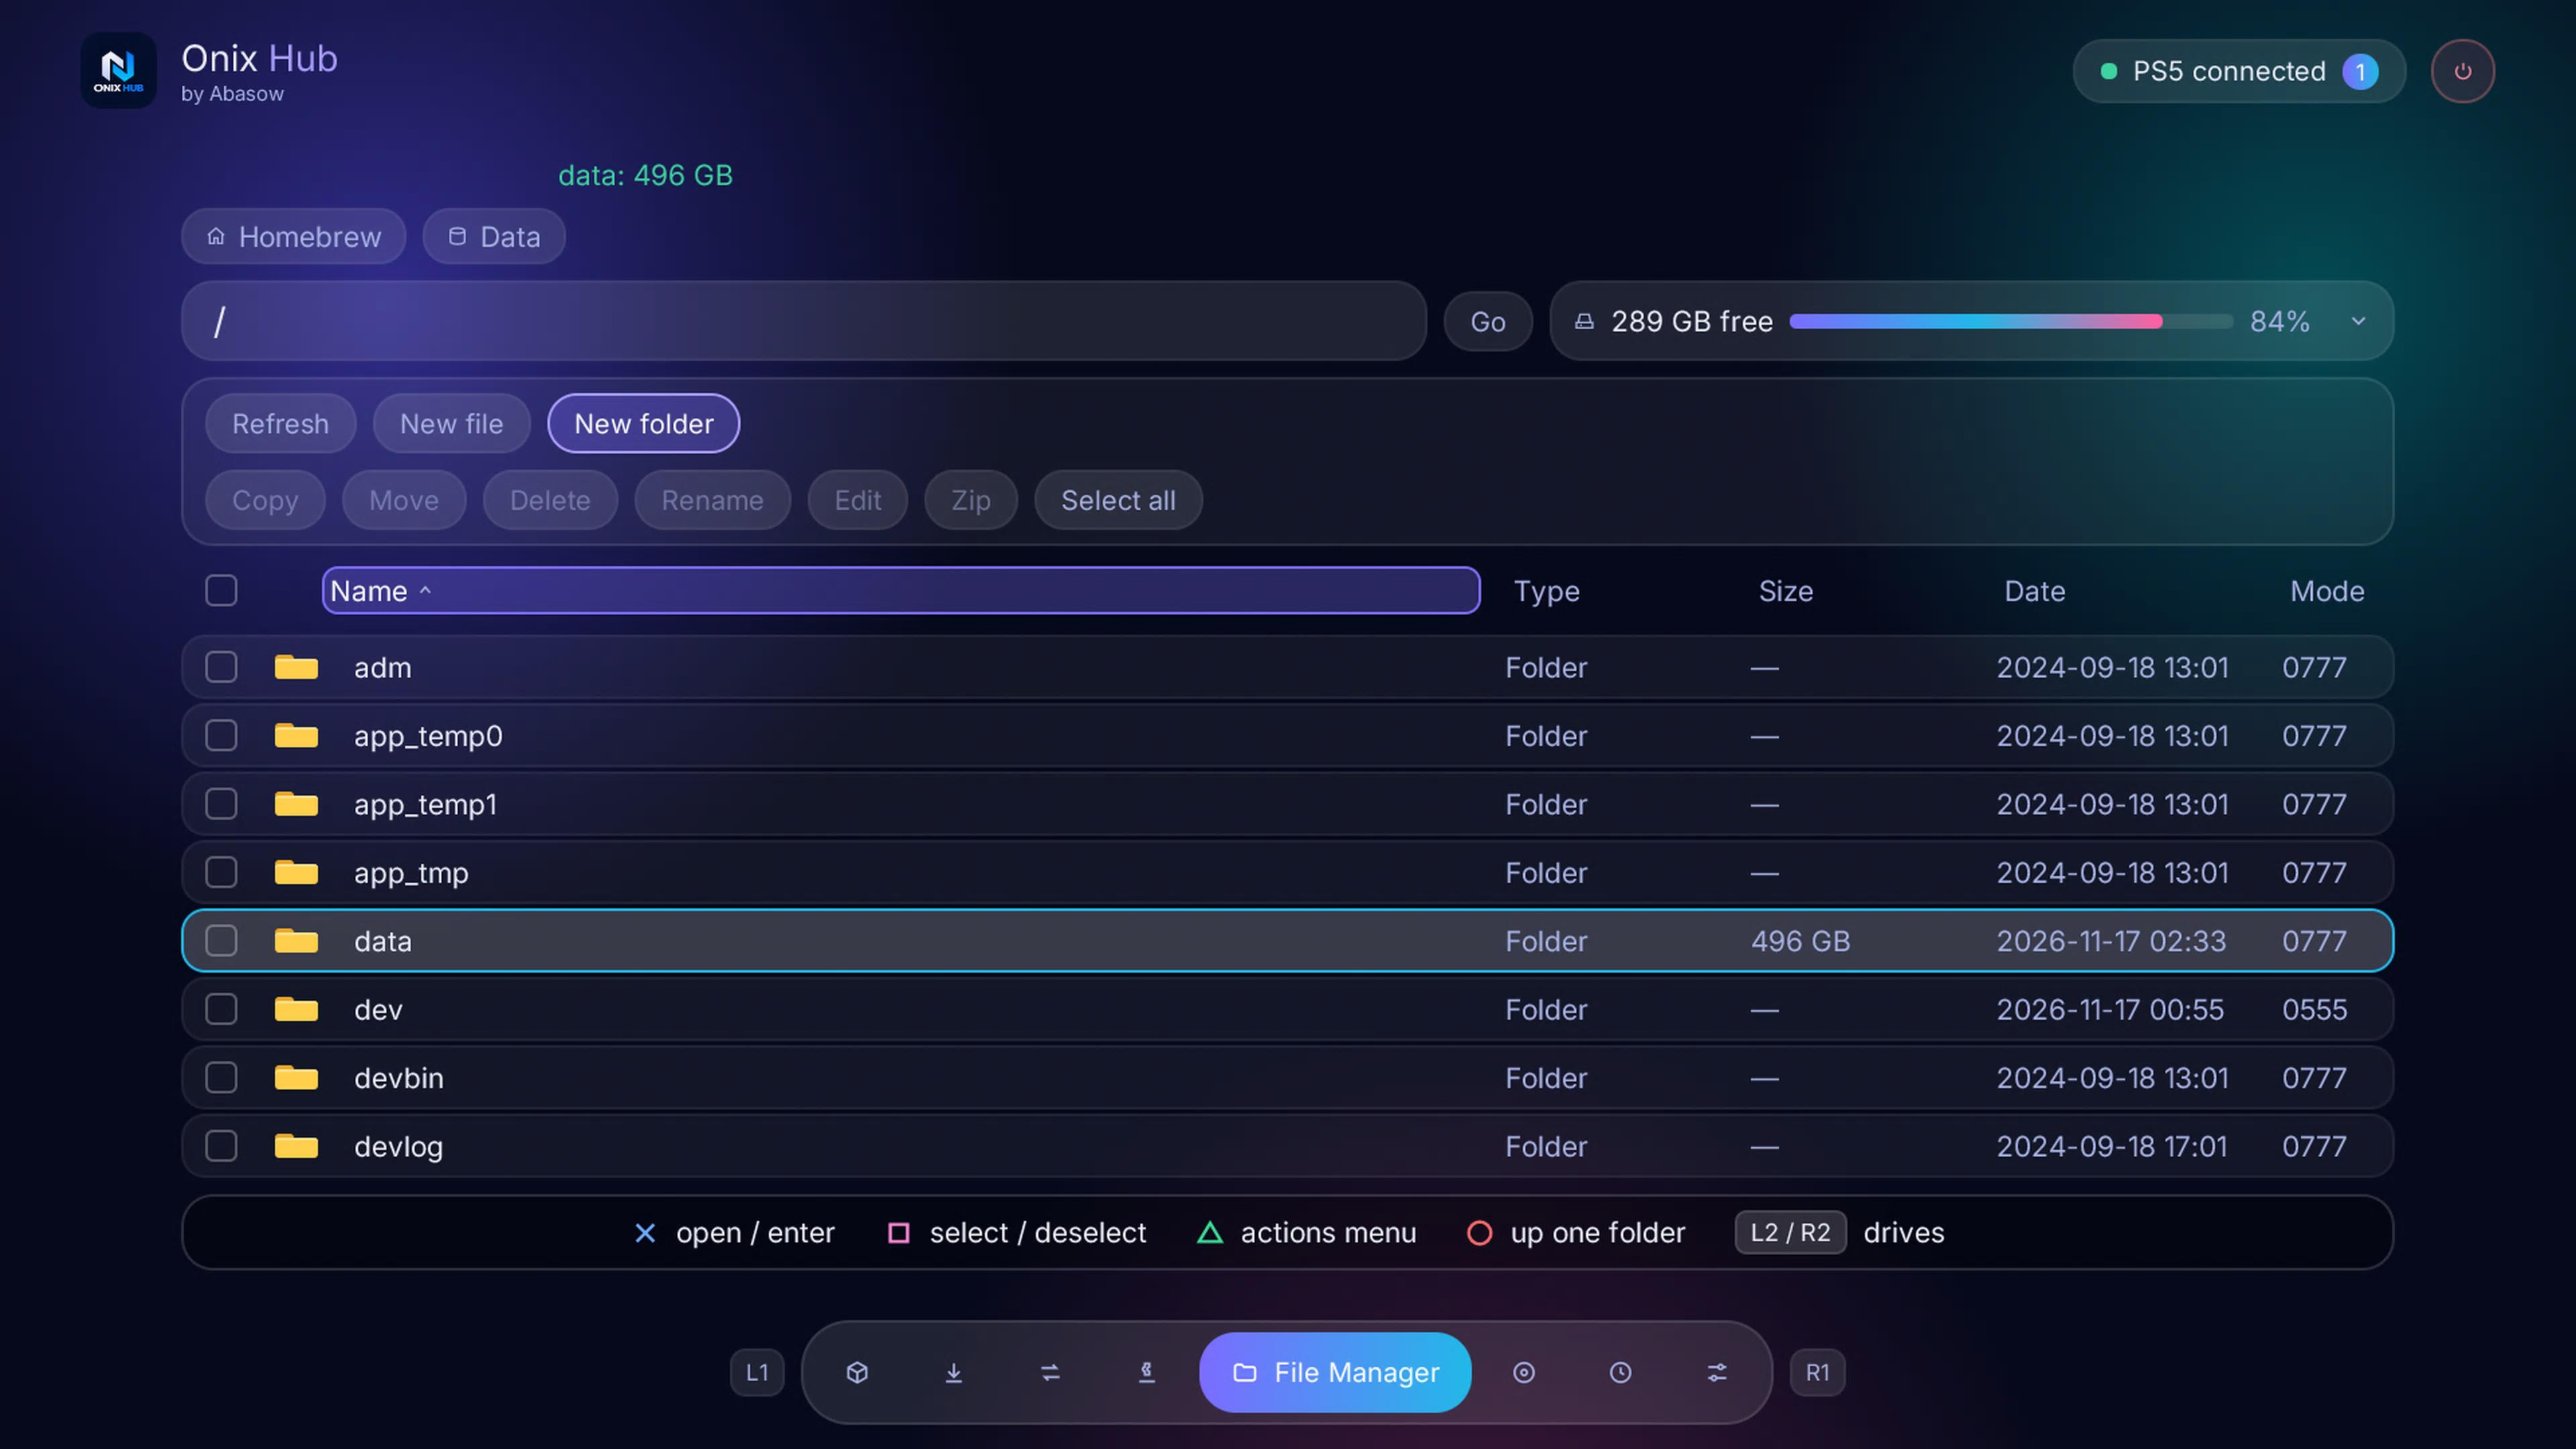 ONIX HUB
Onix Hub
by Abasow
PS5 connected 1
data: 496 GB
Homebrew Data
/ Go 289 GB free 84%
Refresh New file New folder
Copy Move Delete Rename Edit Zip Select all
Name ^ Type Size Date Mode
adm Folder — 2024-09-18 13:01 0777
app_temp0 Folder — 2024-09-18 13:01 0777
app_temp1 Folder — 2024-09-18 13:01 0777
app_tmp Folder — 2024-09-18 13:01 0777
data Folder 496 GB 2026-11-17 02:33 0777
dev Folder — 2026-11-17 00:55 0555
devbin Folder — 2024-09-18 13:01 0777
devlog Folder — 2024-09-18 17:01 0777
open / enter select / deselect actions menu up one folder L2 / R2 drives
L1 File Manager R1